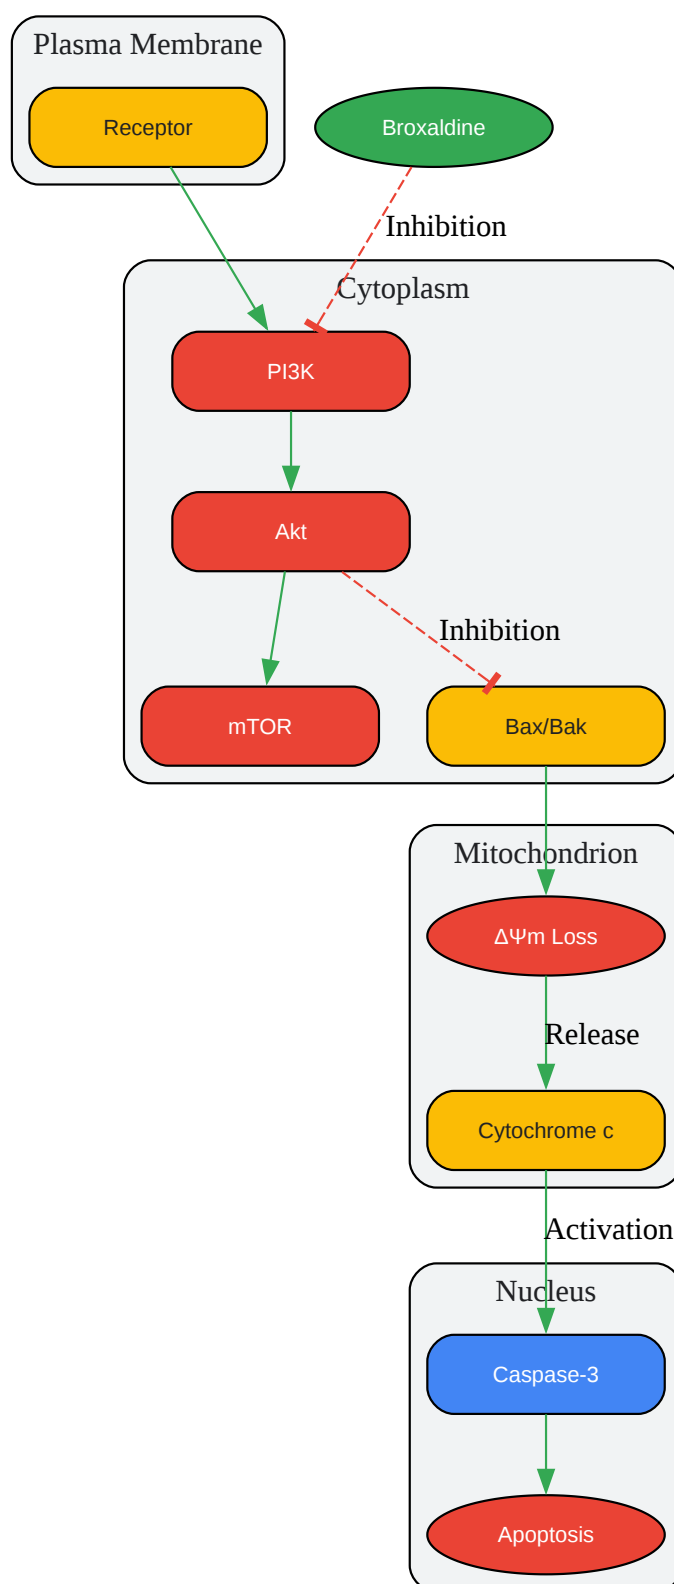 Plasma Membrane
Receptor
Broxaldine
Inhibition
Cytoplasm
PI3K
Akt
Inhibition
mTOR
Bax/Bak
Mitochondrion
ΔΨm Loss
Release
Cytochrome c
Activation
Nucleus
Caspase-3
Apoptosis